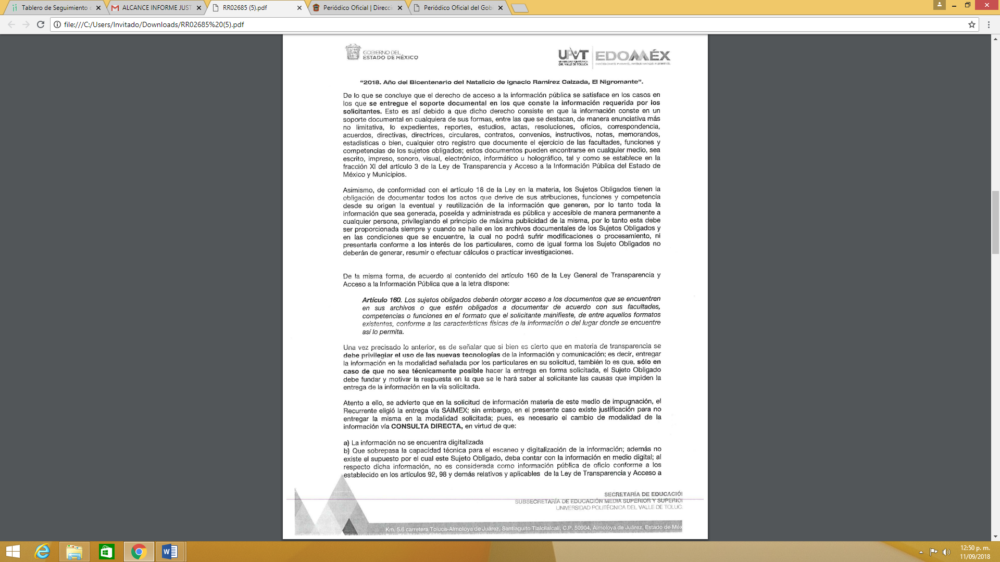 Tablero de Seguimiento
ALCANCE INFORME JUST
RR02685 (5).pdf
Periódico Oficial | Direcci
Periódico Oficial del Gob
file:///C:/Users/Invitado/Downloads/RR02685%20(5).pdf
GOBIERNO DEL
ESTADO DE MÉXICO
UPVT
UNIVERSIDAD POLITÉCNICA
DEL VALLE DE TOLUCA
EDOMÉX
DECISIONES FIRMES, RESULTADOS FUERTES.
“2018. Año del Bicentenario del Natalicio de Ignacio Ramírez Calzada, El Nigromante”.
De lo que se concluye que el derecho de acceso a la información pública se satisface en los casos en
los que se entregue el soporte documental en los que conste la información requerida por los
solicitantes. Esto es así debido a que dicho derecho consiste en que la información conste en un
soporte documental en cualquiera de sus formas, entre las que se destacan, de manera enunciativa más
no limitativa, lo expedientes, reportes, estudios, actas, resoluciones, oficios, correspondencia,
acuerdos, directivas, directrices, circulares, contratos, convenios, instructivos, notas, memorandos,
estadísticas o bien, cualquier otro registro que documente el ejercicio de las facultades, funciones y
competencias de los sujetos obligados; estos documentos pueden encontrarse en cualquier medio, sea
escrito, impreso, sonoro, visual, electrónico, informático u holográfico, tal y como se establece en la
fracción XI del artículo 3 de la Ley de Transparencia y Acceso a la Información Pública del Estado de
México y Municipios.
Asimismo, de conformidad con el artículo 18 de la Ley en la materia, los Sujetos Obligados tienen la
obligación de documentar todos los actos que derive de sus atribuciones, funciones y competencia
desde su origen la eventual y reutilización de la información que generen, por lo tanto toda la
información que sea generada, poseída y administrada es pública y accesible de manera permanente a
cualquier persona, privilegiando el principio de máxima publicidad de la misma, por lo tanto esta debe
ser proporcionada siempre y cuando se halle en los archivos documentales de los Sujetos Obligados y
en las condiciones que se encuentre, la cual no podrá sufrir modificaciones o procesamiento, ni
presentarla conforme a los interés de los particulares, como de igual forma los Sujeto Obligados no
deberán de generar, resumir o efectuar cálculos o practicar investigaciones.
De la misma forma, de acuerdo al contenido del artículo 160 de la Ley General de Transparencia y
Acceso a la Información Pública que a la letra dispone:
Artículo 160. Los sujetos obligados deberán otorgar acceso a los documentos que se encuentren
en sus archivos o que estén obligados a documentar de acuerdo con sus facultades,
competencias o funciones en el formato que el solicitante manifieste, de entre aquellos formatos
existentes, conforme a las características físicas de la información o del lugar donde se encuentre
así lo permita.
Una vez precisado lo anterior, es de señalar que si bien es cierto que en materia de transparencia se
debe privilegiar el uso de las nuevas tecnologías de la información y comunicación; es decir, entregar
la información en la modalidad señalada por los particulares en su solicitud, también lo es que, sólo en
caso de que no sea técnicamente posible hacer la entrega en forma solicitada, el Sujeto Obligado
debe fundar y motivar la respuesta en la que se le hará saber al solicitante las causas que impiden la
entrega de la información en la vía solicitada.
Atento a ello, se advierte que en la solicitud de información materia de este medio de impugnación, el
Recurrente eligió la entrega vía SAIMEX; sin embargo, en el presente caso existe justificación para no
entregar la misma en la modalidad solicitada; pues, es necesario el cambio de modalidad de la
información vía CONSULTA DIRECTA, en virtud de que:
a) La información no se encuentra digitalizada
b) Que sobrepasa la capacidad técnica para el escaneo y digitalización de la información; además no
existe el supuesto por el cual este Sujeto Obligado, deba contar con la información en medio digital; al
respecto dicha información, no es considerada como información pública de oficio conforme a los
establecido en los artículos 92, 98 y demás relativos y aplicables de la Ley de Transparencia y Acceso a
SECRETARÍA DE EDUCACIÓ
SUBSECRETARÍA DE EDUCACIÓN MEDIA SUPERIOR Y SUPERIO
UNIVERSIDAD POLITÉCNICA DEL VALLE DE TOLUC
Km. 5.6 carretera Toluca-Almoloya de Juárez, Santiaguito Tlalcilalcali, C.P. 50904, Almoloya de Juárez, Estado de Méx
12:50 p. m.
11/09/2018